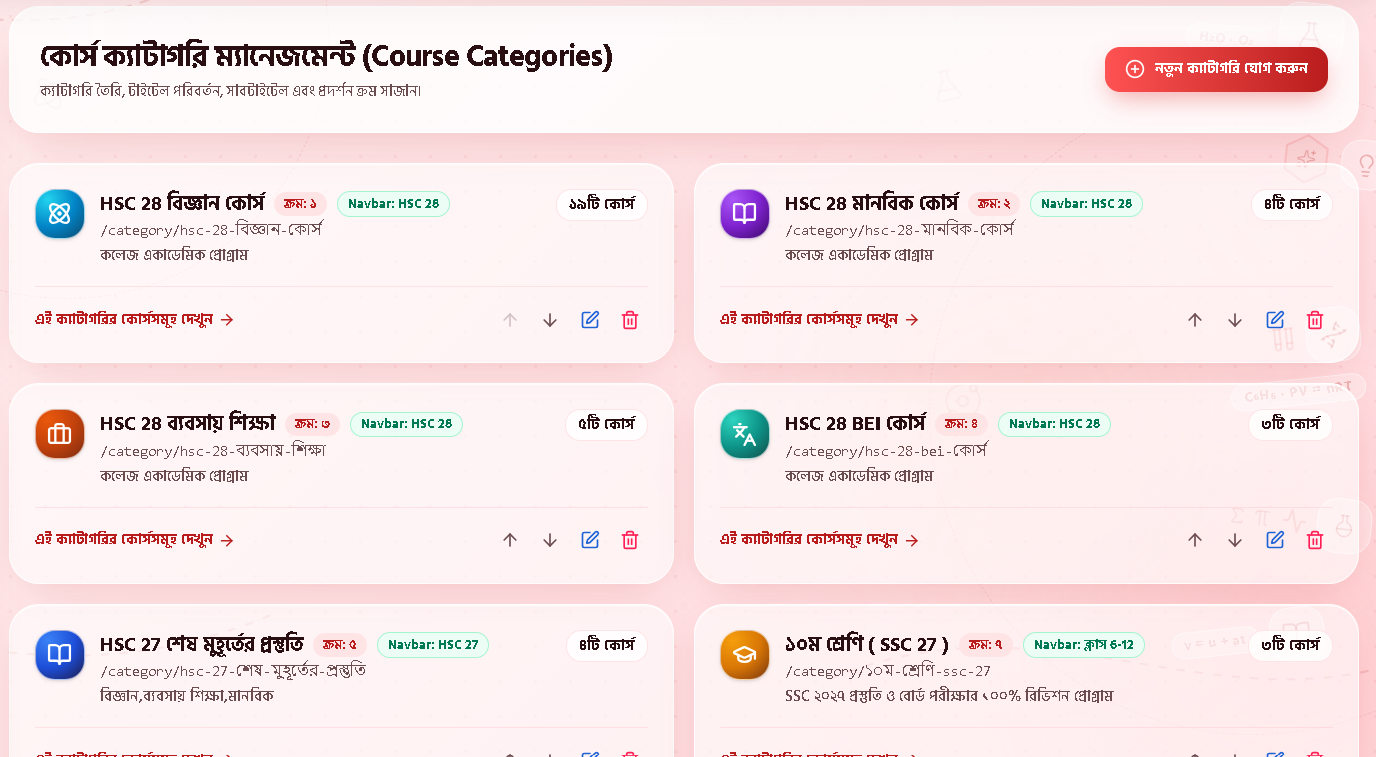 কোর্স ক্যাটাগরি ম্যানেজমেন্ট (Course Categories)
ক্যাটাগরি তৈরি, টাইটেল পরিবর্তন, সাবটাইটেল এবং প্রদর্শন ক্রম সাজান।
নতুন ক্যাটাগরি যোগ করুন
H₂O · O₂
HSC 28 বিজ্ঞান কোর্স ক্রম: ১ Navbar: HSC 28 ১৯টি কোর্স
/category/hsc-28-বিজ্ঞান-কোর্স
কলেজ একাডেমিক প্রোগ্রাম
এই ক্যাটাগরির কোর্সসমূহ দেখুন →
HSC 28 মানবিক কোর্স ক্রম: ২ Navbar: HSC 28 ৪টি কোর্স
/category/hsc-28-মানবিক-কোর্স
কলেজ একাডেমিক প্রোগ্রাম
এই ক্যাটাগরির কোর্সসমূহ দেখুন →
HSC 28 ব্যবসায় শিক্ষা ক্রম: ৩ Navbar: HSC 28 ৫টি কোর্স
/category/hsc-28-ব্যবসায়-শিক্ষা
কলেজ একাডেমিক প্রোগ্রাম
এই ক্যাটাগরির কোর্সসমূহ দেখুন →
C₆H₆ · PV = nRT
HSC 28 BEI কোর্স ক্রম: ৪ Navbar: HSC 28 ৩টি কোর্স
/category/hsc-28-bei-কোর্স
কলেজ একাডেমিক প্রোগ্রাম
Σ π
এই ক্যাটাগরির কোর্সসমূহ দেখুন →
HSC 27 শেষ মুহূর্তের প্রস্তুতি ক্রম: ৫ Navbar: HSC 27 ৪টি কোর্স
/category/hsc-27-শেষ-মুহূর্তের-প্রস্তুতি
বিজ্ঞান,ব্যবসায় শিক্ষা,মানবিক
১০ম শ্রেণি ( SSC 27 ) ক্রম: ৭ Navbar: ক্লাস 6-12 ৩টি কোর্স
v = u + at
/category/১০ম-শ্রেণি-ssc-27
SSC ২০২৭ প্রস্তুতি ও বোর্ড পরীক্ষার ১০০% রিভিশন প্রোগ্রাম